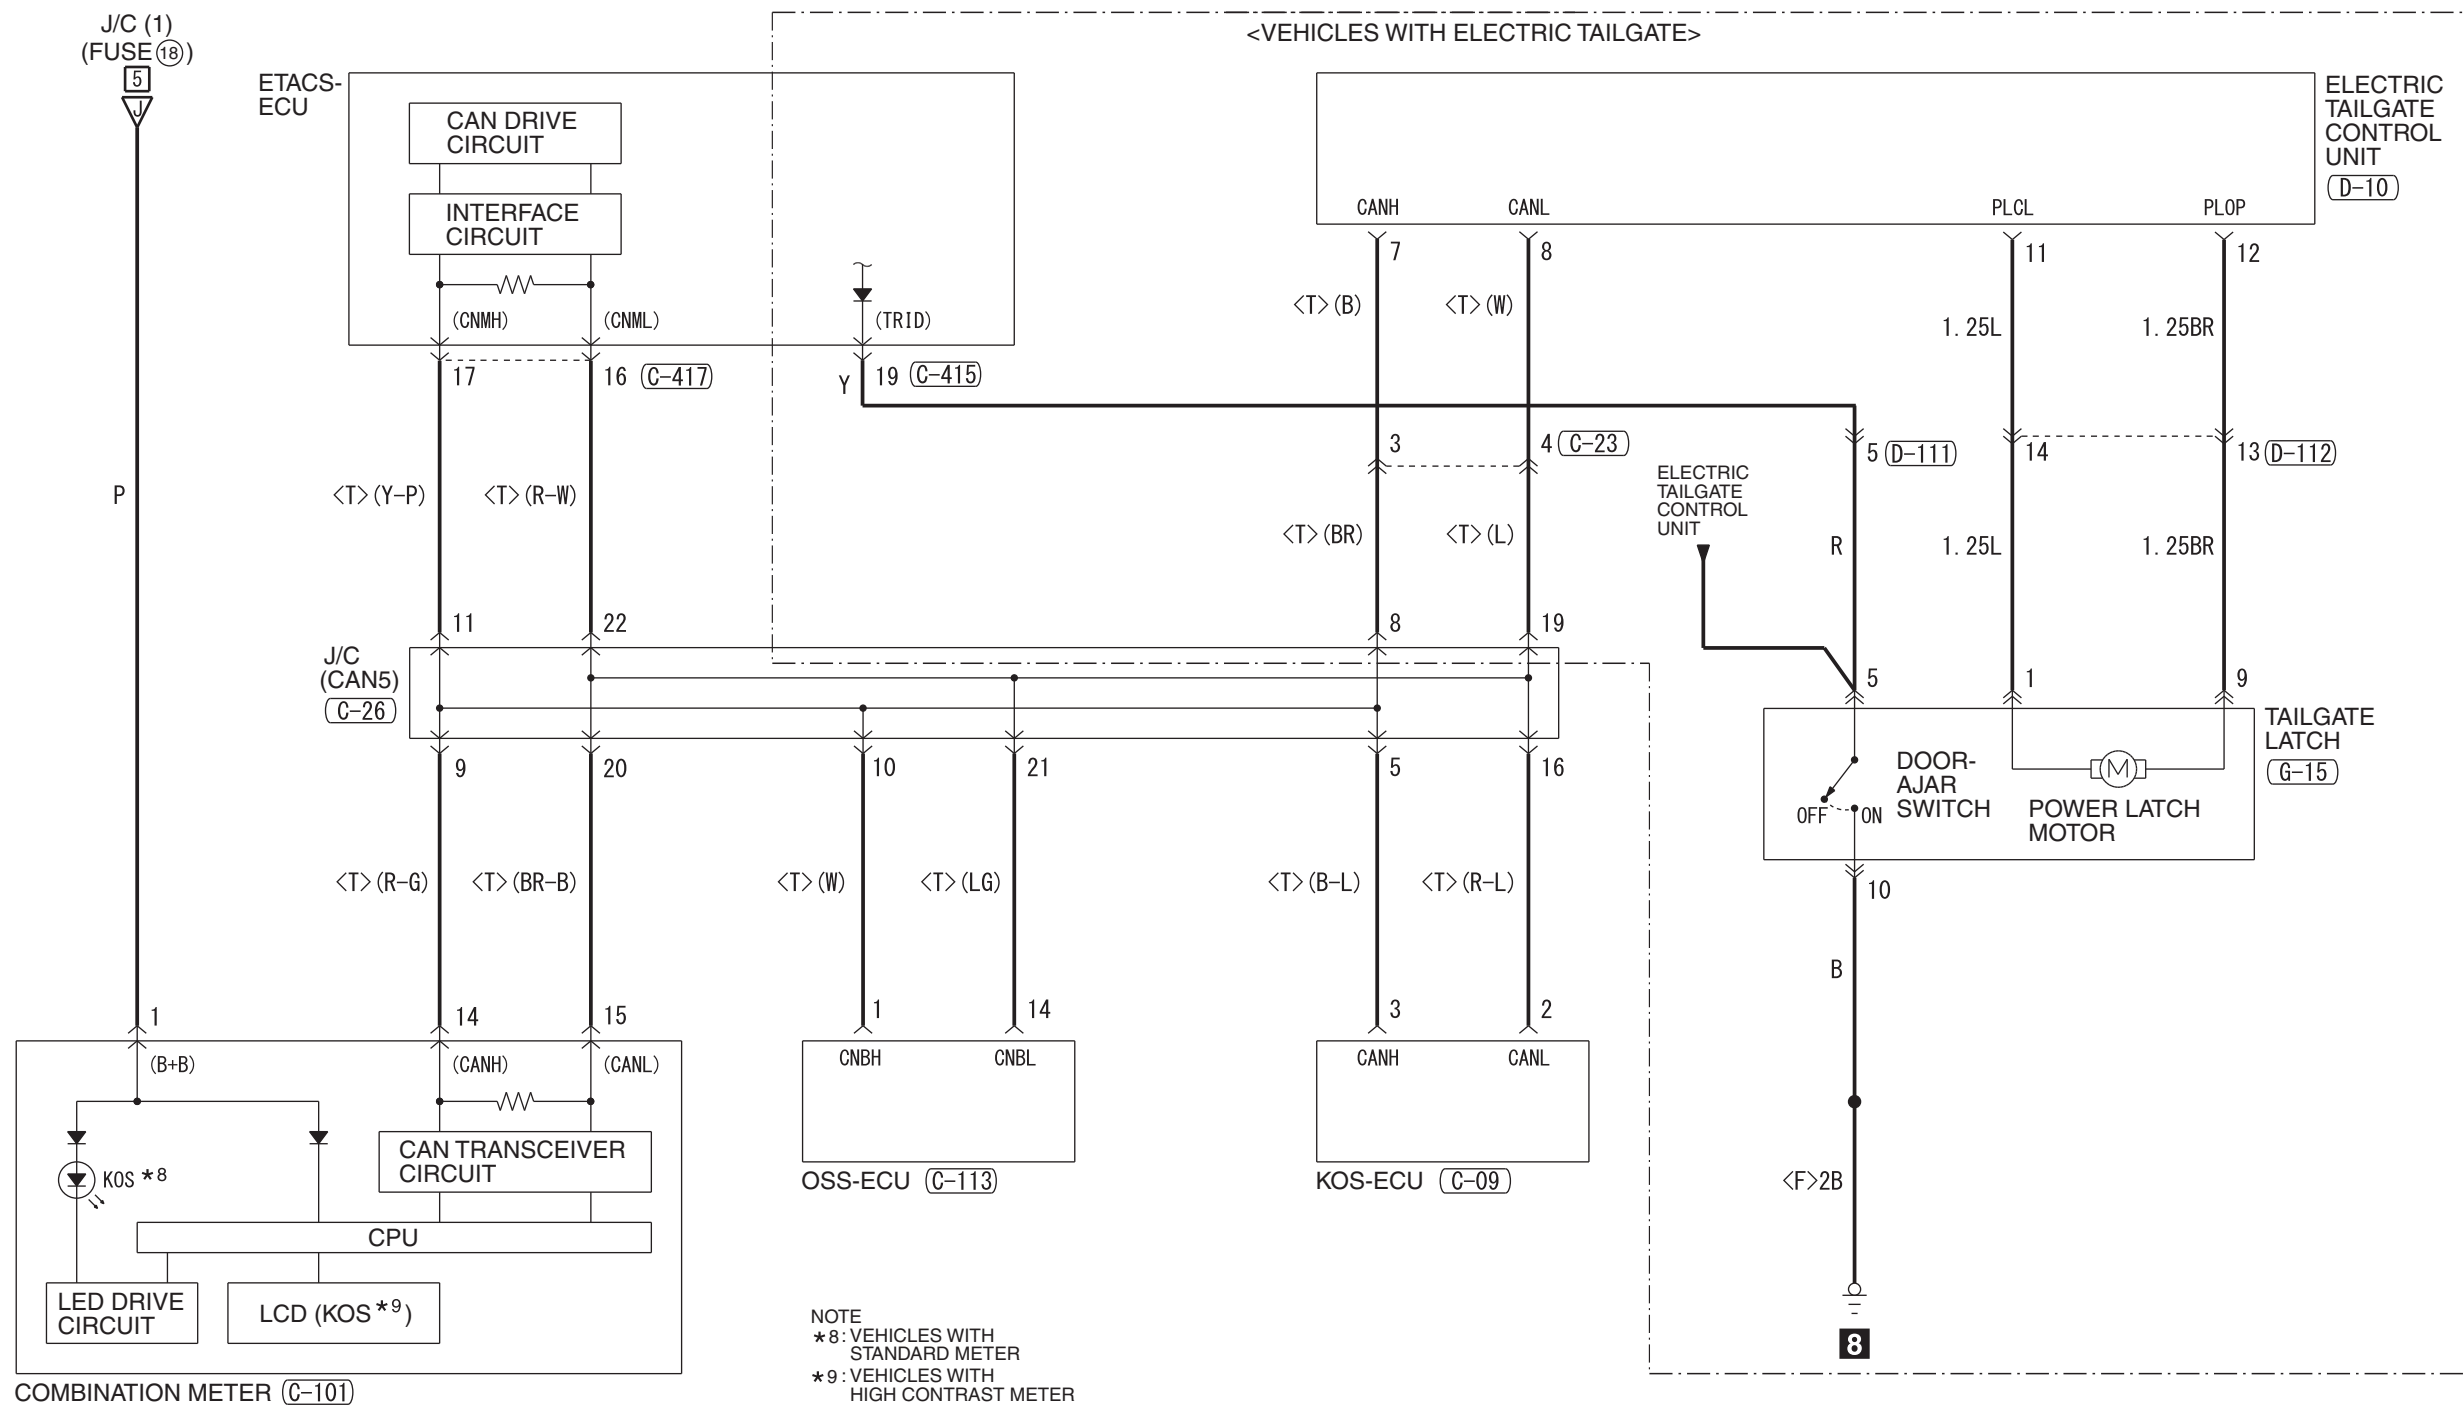 J/C (1)
(FUSE 18)
5
J
<VEHICLES WITH ELECTRIC TAILGATE>
ETACS-
ECU
CAN DRIVE
CIRCUIT
INTERFACE
CIRCUIT
(CNMH)
(CNML)
(TRID)
ELECTRIC
TAILGATE
CONTROL
UNIT
D-10
CANH
CANL
PLCL
PLOP
7
8
11
12
<T>(B)
<T>(W)
1.25L
1.25BR
17
16
C-417
Y
19
C-415
3
4
C-23
5
D-111
14
13
D-112
ELECTRIC
TAILGATE
CONTROL
UNIT
P
<T>(Y-P)
<T>(R-W)
<T>(BR)
<T>(L)
R
1.25L
1.25BR
11
22
8
19
J/C
(CAN5)
C-26
5
1
9
9
20
10
21
5
16
TAILGATE
LATCH
G-15
DOOR-
AJAR
SWITCH
OFF
ON
M
POWER LATCH
MOTOR
<T>(R-G)
<T>(BR-B)
<T>(W)
<T>(LG)
<T>(B-L)
<T>(R-L)
10
B
1
14
15
1
14
3
2
(B+B)
(CANH)
(CANL)
CNBH
CNBL
CANH
CANL
KOS *8
CAN TRANSCEIVER
CIRCUIT
OSS-ECU
C-113
KOS-ECU
C-09
<F>2B
CPU
LED DRIVE
CIRCUIT
LCD (KOS *9)
8
COMBINATION METER
C-101
NOTE
*8: VEHICLES WITH
STANDARD METER
*9: VEHICLES WITH
HIGH CONTRAST METER